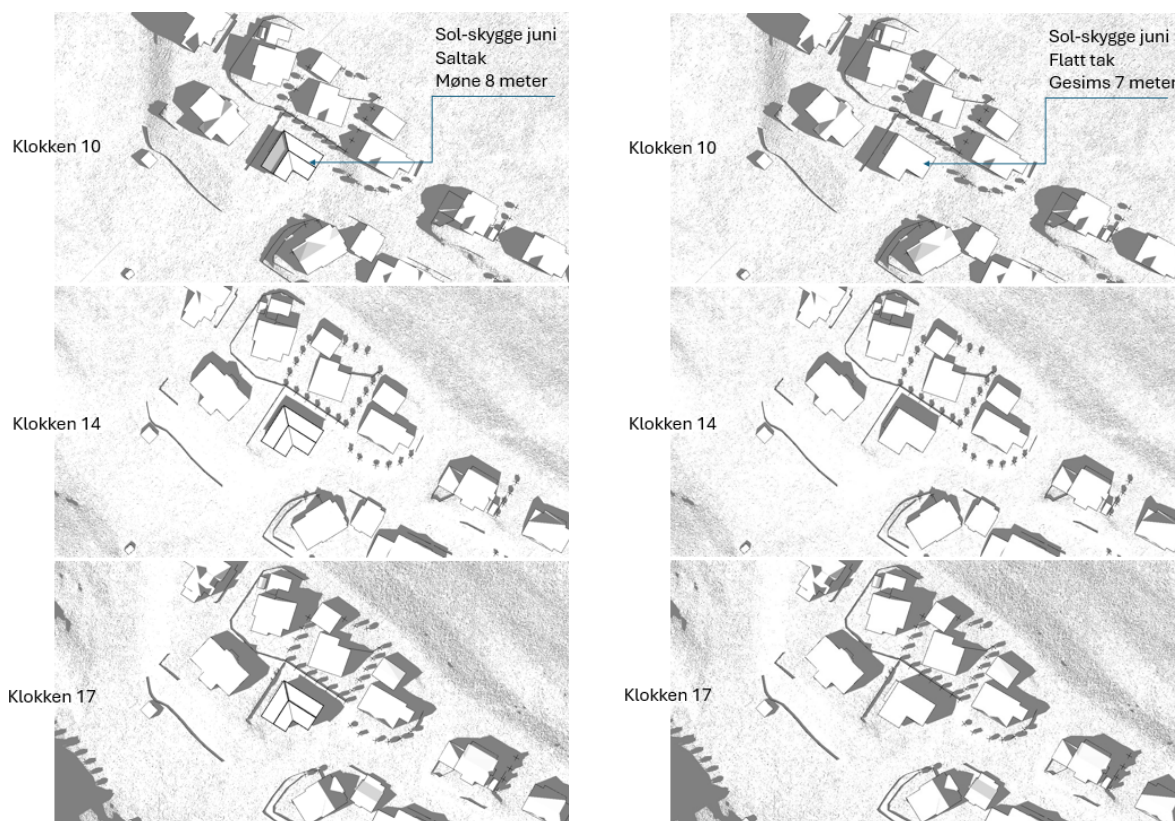 Sol-skygge juni
Saltak
Møne 8 meter
Klokken 10
Klokken 14
Klokken 17
Sol-skygge juni
Flatt tak
Gesims 7 meter
Klokken 10
Klokken 14
Klokken 17